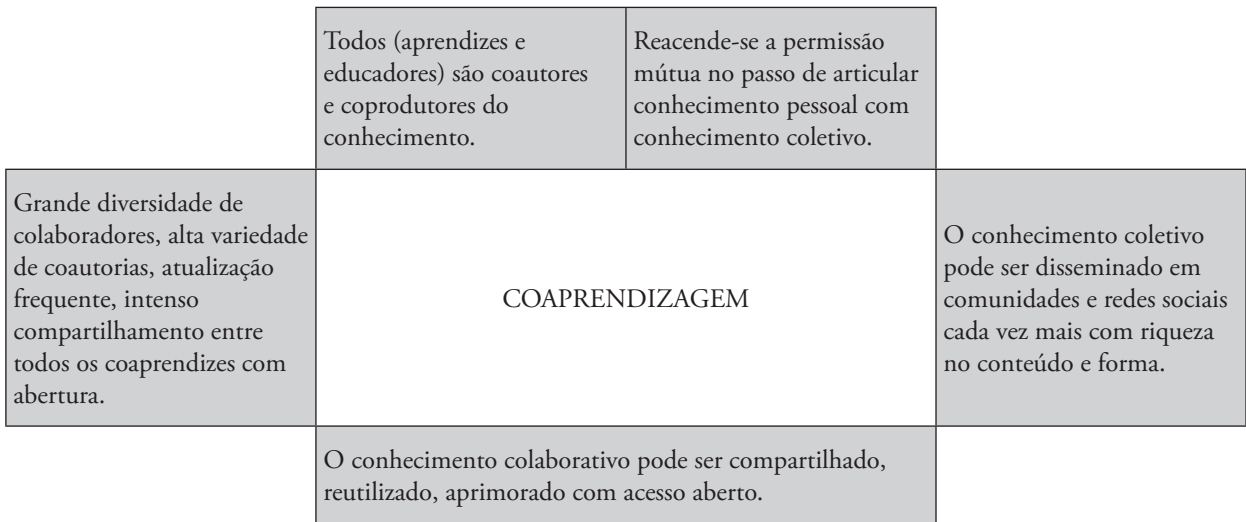 Todos (aprendizes e
educadores) são coautores
e coprodutores do
conhecimento.
Reacende-se a permissão
mútua no passo de articular
conhecimento pessoal com
conhecimento coletivo.
Grande diversidade de
colaboradores, alta variedade
de coautorias, atualização
frequente, intenso
compartilhamento entre
todos os coaprendizes com
abertura.
COAPRENDIZAGEM
O conhecimento coletivo
pode ser disseminado em
comunidades e redes sociais
cada vez mais com riqueza
no conteúdo e forma.
O conhecimento colaborativo pode ser compartilhado,
reutilizado, aprimorado com acesso aberto.